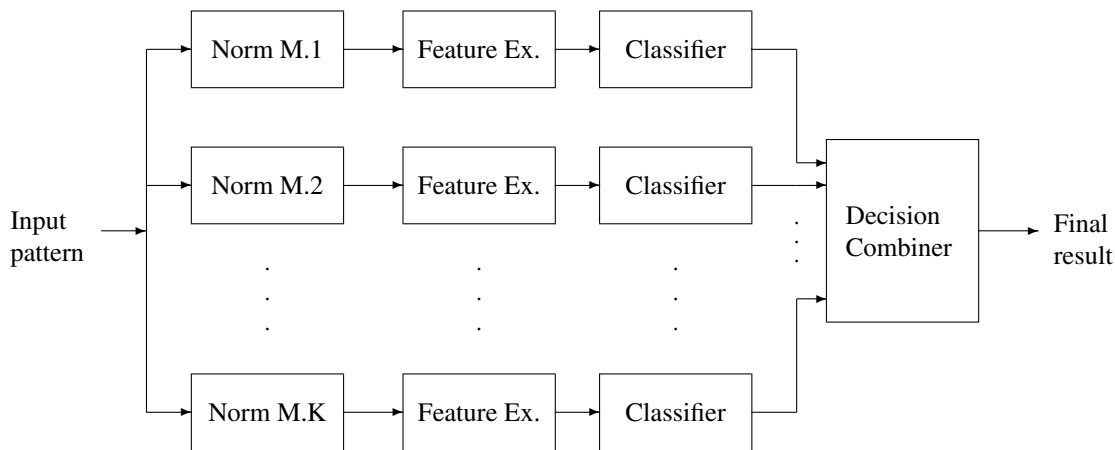 Norm M.1
Feature Ex.
Classifier
Norm M.2
Feature Ex.
Classifier
Input
pattern
Decision
Combiner
Final
result
Norm M.K
Feature Ex.
Classifier